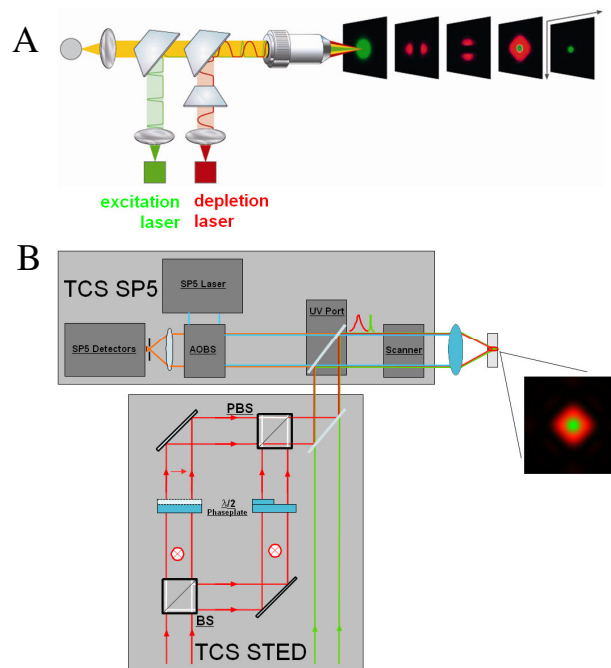 A
excitation
laser
depletion
laser
B
TCS SP5
SP5 Laser
UV Port
SP5 Detectors
AOBS
Scanner
PBS
λ/2
Phaseplate
BS
TCS STED